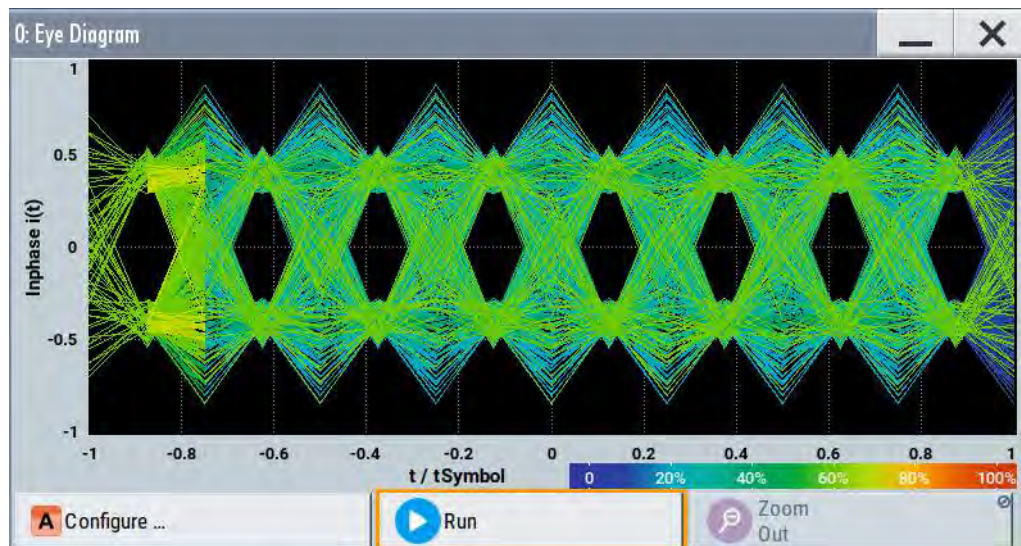 0: Eye Diagram
1
0.5
0
-0.5
-1
Inphase i(t)
-1 -0.8 -0.6 -0.4 -0.2 0 0.2 0.4 0.6 0.8 1
t / tSymbol
0 20% 40% 60% 80% 100%
A Configure ...
Run
Zoom
Out